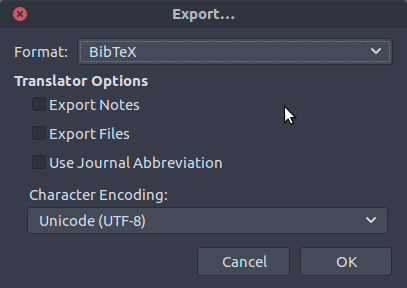 Export...
Format: BibTeX
Translator Options
Export Notes
Export Files
Use Journal Abbreviation
Character Encoding:
Unicode (UTF-8)
Cancel OK